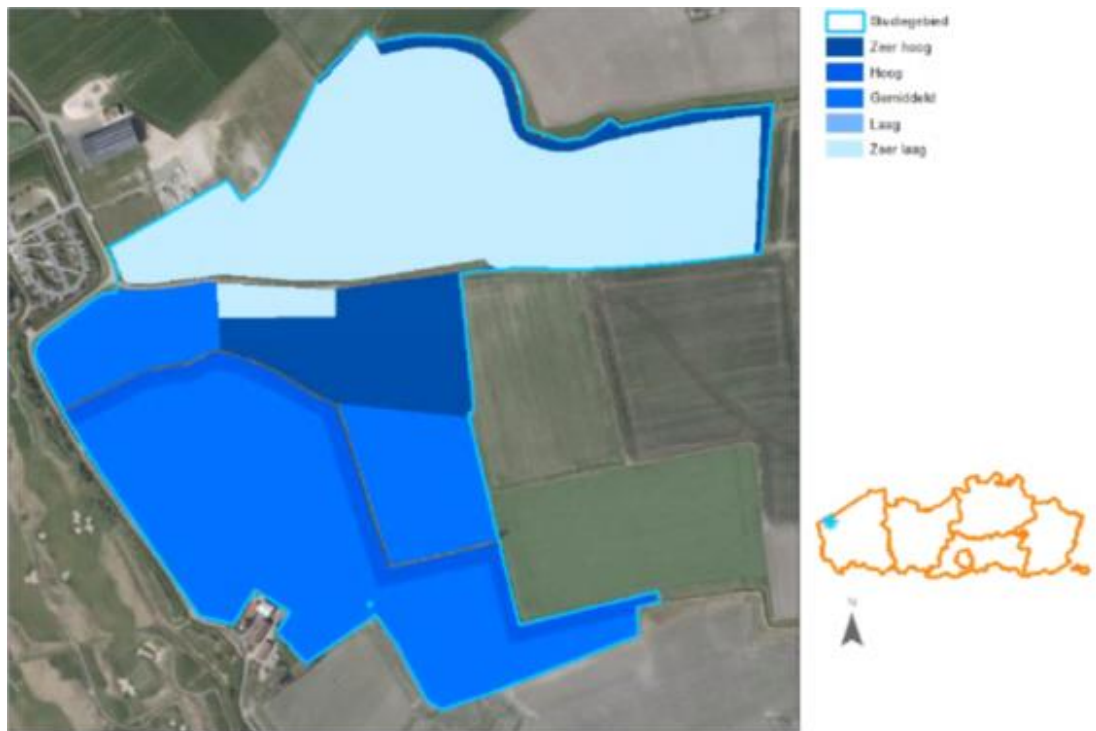 Studiegebied
Zeer hoog
Hoog
Gemiddeld
Laag
Zeer laag
N